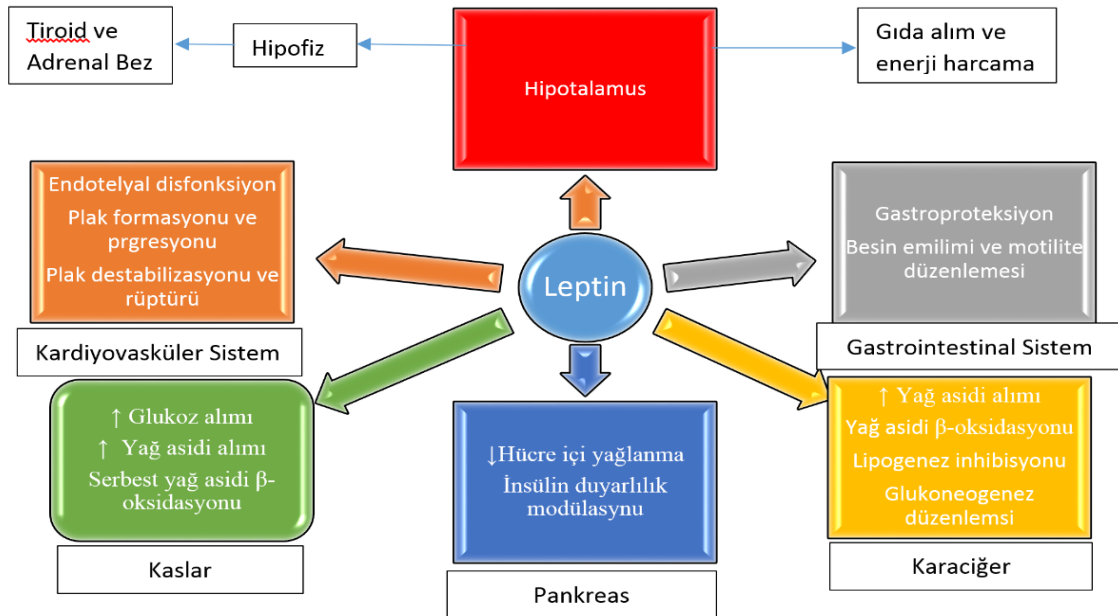 Tiroid ve
Adrenal Bez
Hipofiz
Hipotalamus
Gıda alım ve
enerji harcama
Endotelyal disfonksiyon
Plak formasyonu ve
prgresyonu
Plak destabilizasyonu ve
rüptürü
Kardiyovasküler Sistem
Leptin
Gastroproteksiyon
Besin emilimi ve motilite
düzenlemesi
Gastrointestinal Sistem
↑ Glukoz alımı
↑ Yağ asidi alımı
Serbest yağ asidi β-
oksidasyonu
Kaslar
↓Hücre içi yağlanma
İnsülin duyarlılık
modülasynu
Pankreas
↑ Yağ asidi alımı
Yağ asidi β-oksidasyonu
Lipogenez inhibisyonu
Glukoneogenez
düzenlemsi
Karaciğer